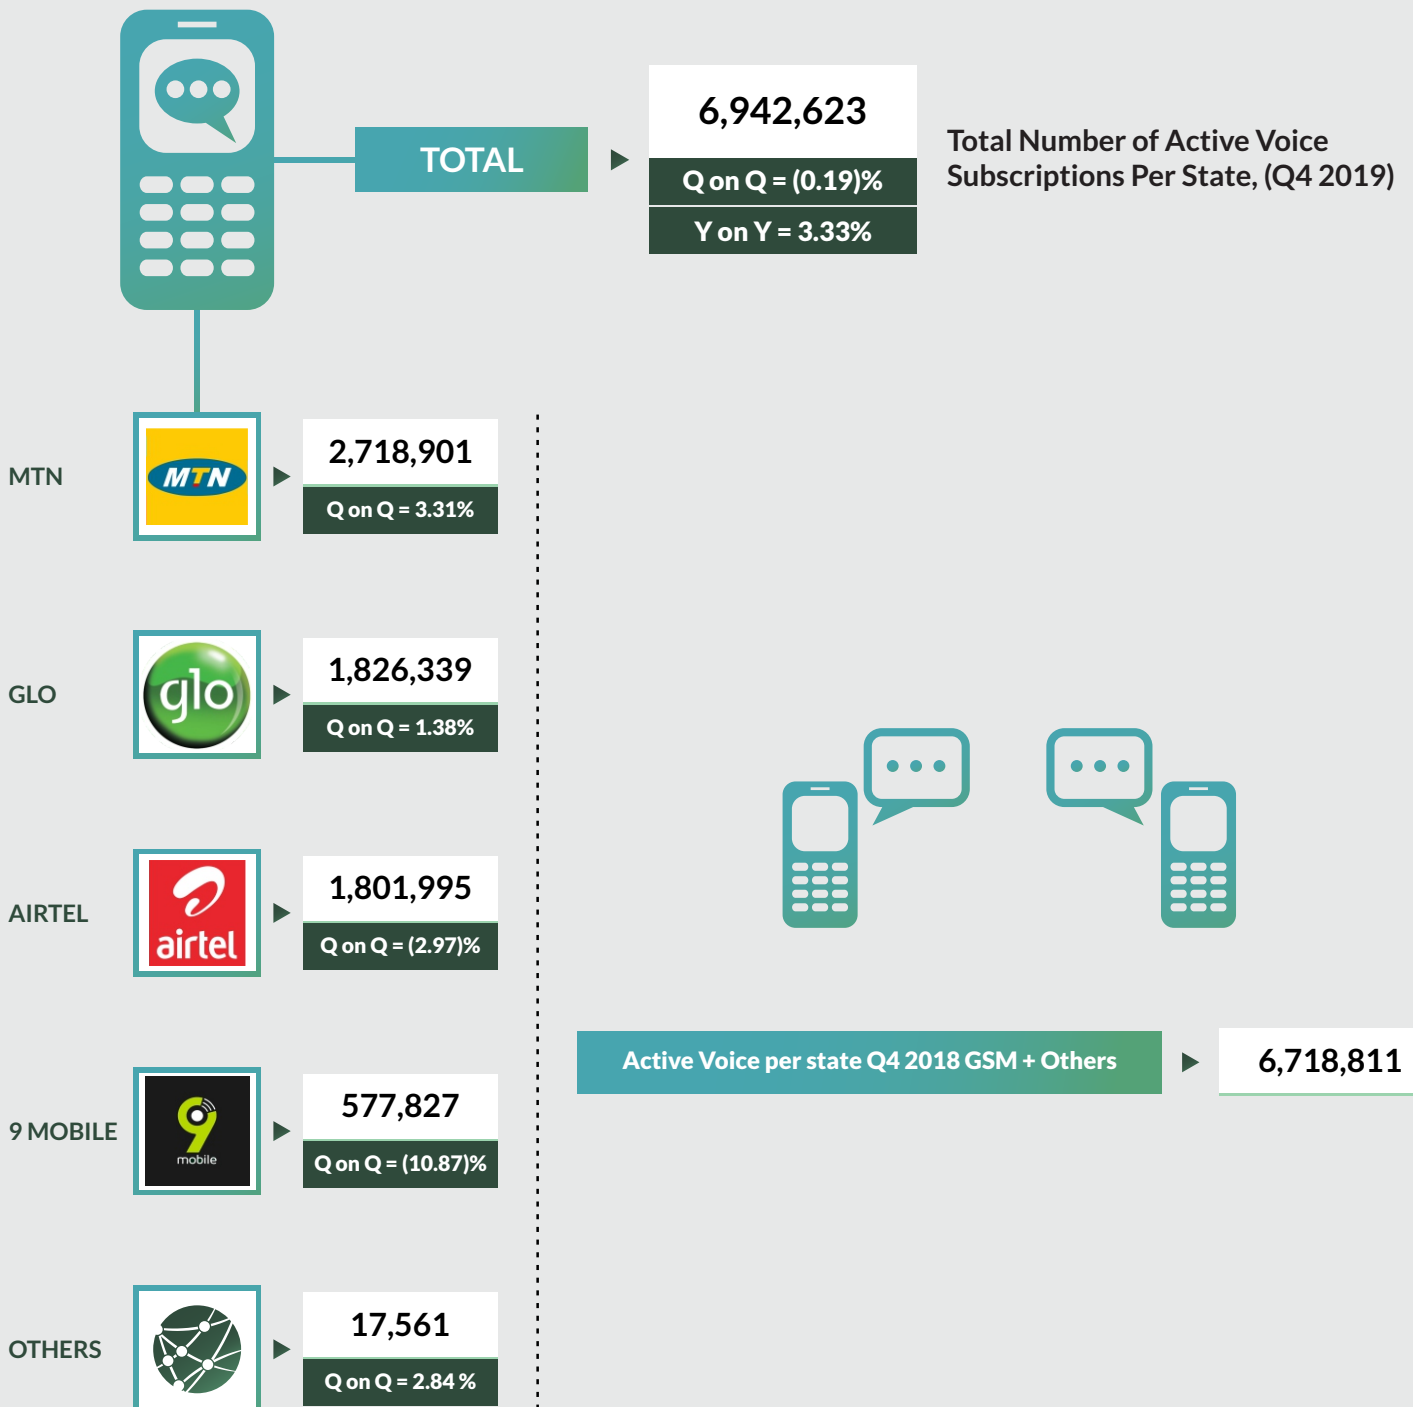 TOTAL
6,942,623
Q on Q = (0.19)%
Y on Y = 3.33%
Total Number of Active Voice
Subscriptions Per State, (Q4 2019)
MTN
MTN
2,718,901
Q on Q = 3.31%
GLO
glo
1,826,339
Q on Q = 1.38%
AIRTEL
airtel
1,801,995
Q on Q = (2.97)%
9 MOBILE
9
mobile
577,827
Q on Q = (10.87)%
OTHERS
17,561
Q on Q = 2.84 %
Active Voice per state Q4 2018 GSM + Others
6,718,811